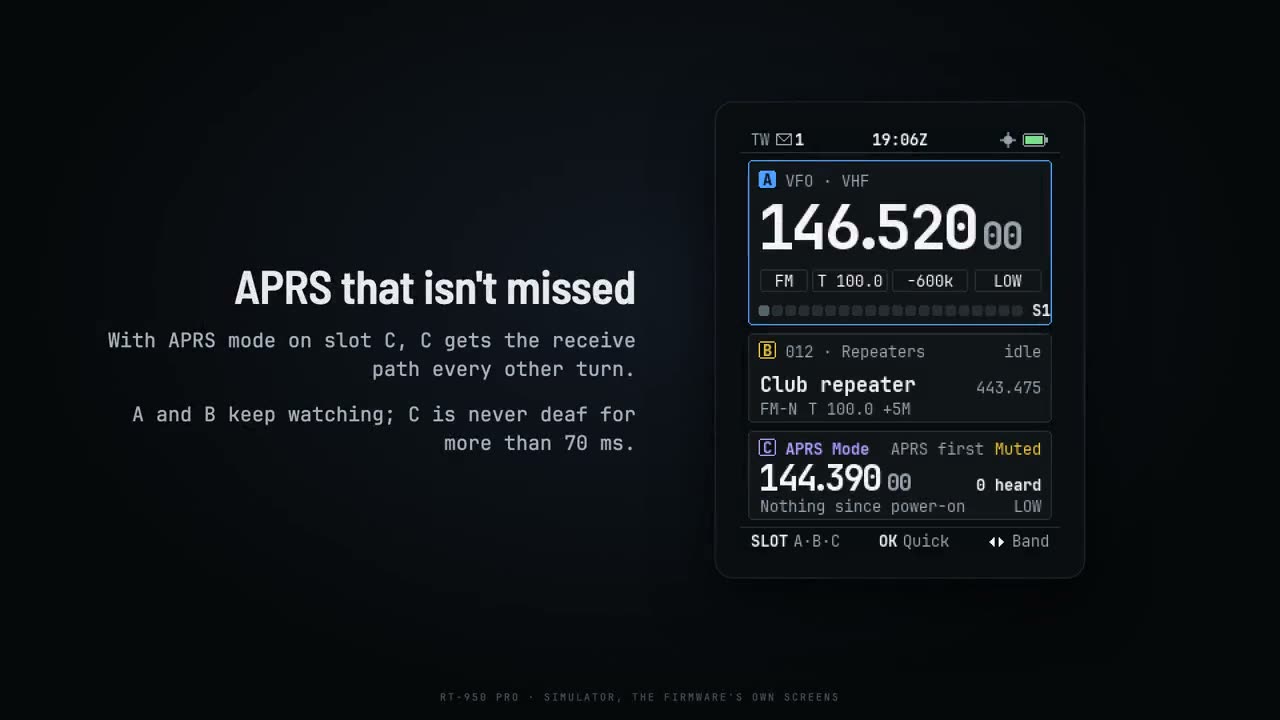 APRS that isn't missed
With APRS mode on slot C, C gets the receive
path every other turn.
A and B keep watching; C is never deaf for
more than 70 ms.
TW 1 19:06Z
A VFO · VHF
146.520 00
FM T 100.0 -600k LOW
S1
B 012 · Repeaters idle
Club repeater 443.475
FM-N T 100.0 +5M
C APRS Mode APRS first Muted
144.390 00 0 heard
Nothing since power-on LOW
SLOT A·B·C OK Quick Band
RT-950 PRO · SIMULATOR, THE FIRMWARE'S OWN SCREENS